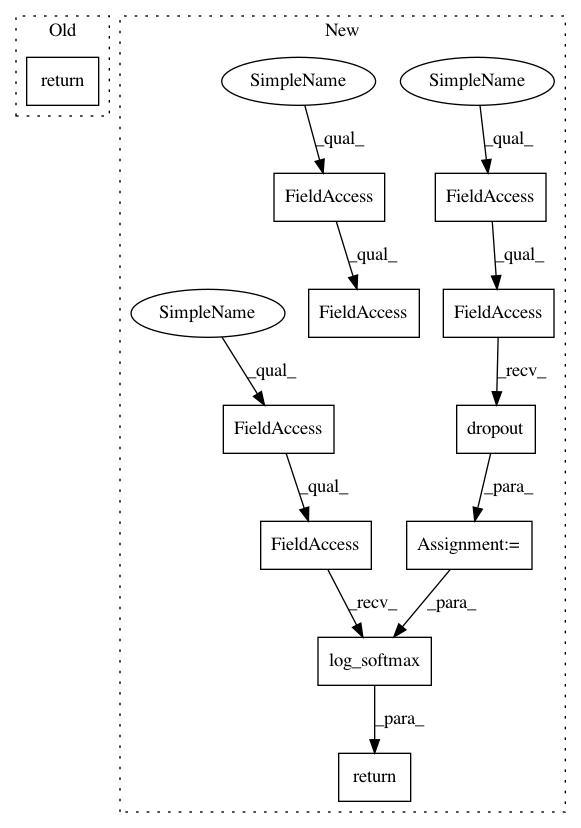 Old
New
return
SimpleName
SimpleName
_qual_
_qual_
FieldAccess
FieldAccess
_qual_
_qual_
SimpleName
FieldAccess
FieldAccess
_qual_
_recv_
FieldAccess
dropout
_qual_
_para_
FieldAccess
Assignment:=
_recv_
_para_
log_softmax
_para_
return